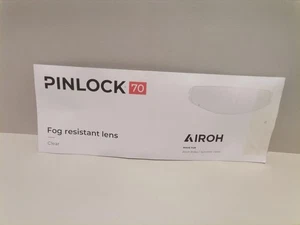 PINLOCK 70
Fog resistant lens
Clear
AIROH